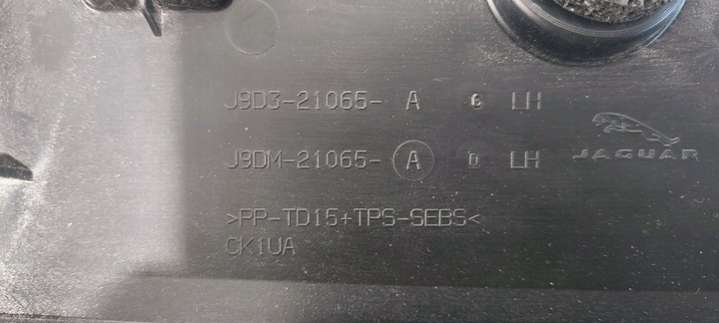 J9D3-21065- A G LH
J9DM-21065- A D LH
JAGUAR
>PP-TD15+TPS-SEBS<
CK1UA